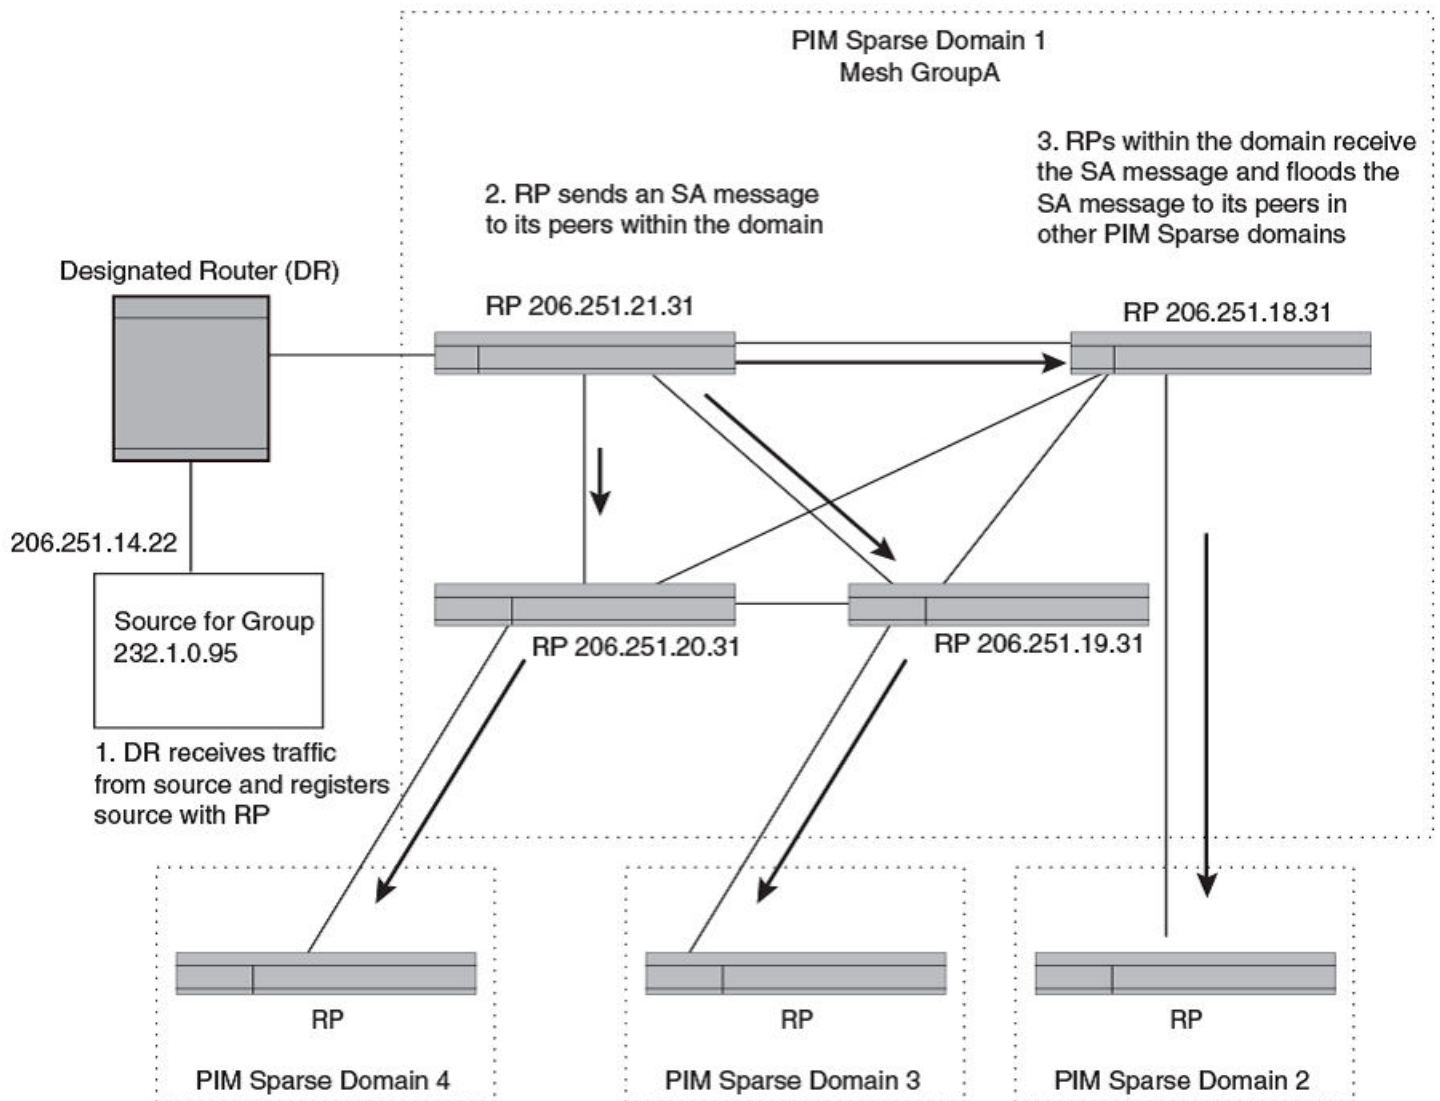 PIM Sparse Domain 1
Mesh GroupA
3. RPs within the domain receive
the SA message and floods the
SA message to its peers in
other PIM Sparse domains
2. RP sends an SA message
to its peers within the domain
Designated Router (DR)
RP 206.251.21.31
RP 206.251.18.31
206.251.14.22
Source for Group
232.1.0.95
RP 206.251.20.31
RP 206.251.19.31
1. DR receives traffic
from source and registers
source with RP
RP
RP
RP
PIM Sparse Domain 4
PIM Sparse Domain 3
PIM Sparse Domain 2